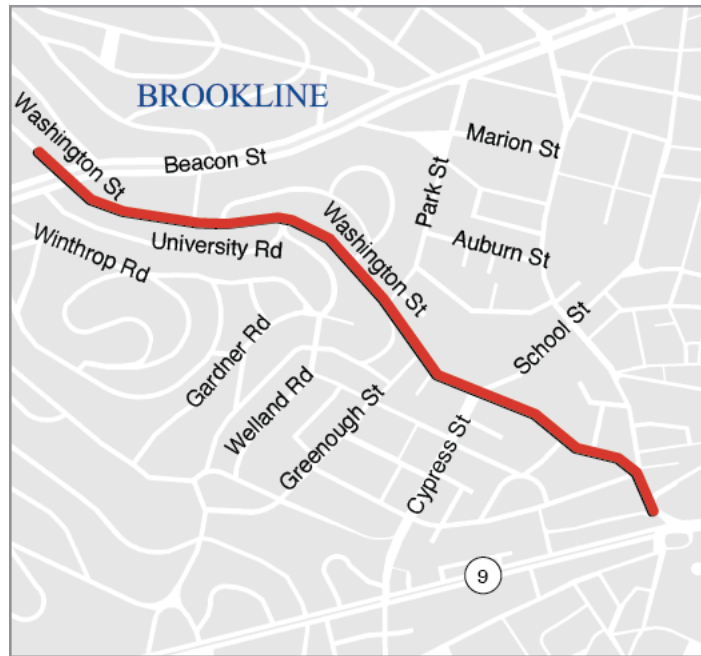 BROOKLINE
Washington St
Beacon St
Marion St
Park St
Winthrop Rd
University Rd
Washington St
Auburn St
Gardner Rd
School St
Welland Rd
Greenough St
Cypress St
9